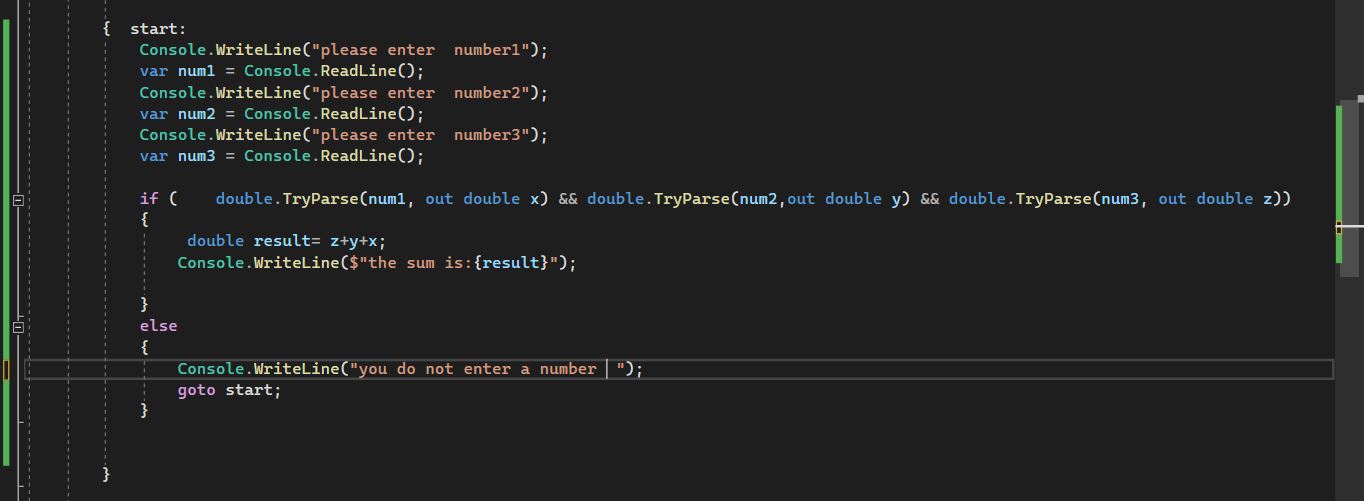 {  start:
Console.WriteLine("please enter  number1");
var num1 = Console.ReadLine();
Console.WriteLine("please enter  number2");
var num2 = Console.ReadLine();
Console.WriteLine("please enter  number3");
var num3 = Console.ReadLine();
if (    double.TryParse(num1, out double x) && double.TryParse(num2,out double y) && double.TryParse(num3, out double z))
{
double result= z+y+x;
Console.WriteLine($"the sum is:{result}");
}
else
{
Console.WriteLine("you do not enter a number  ");
goto start;
}
}